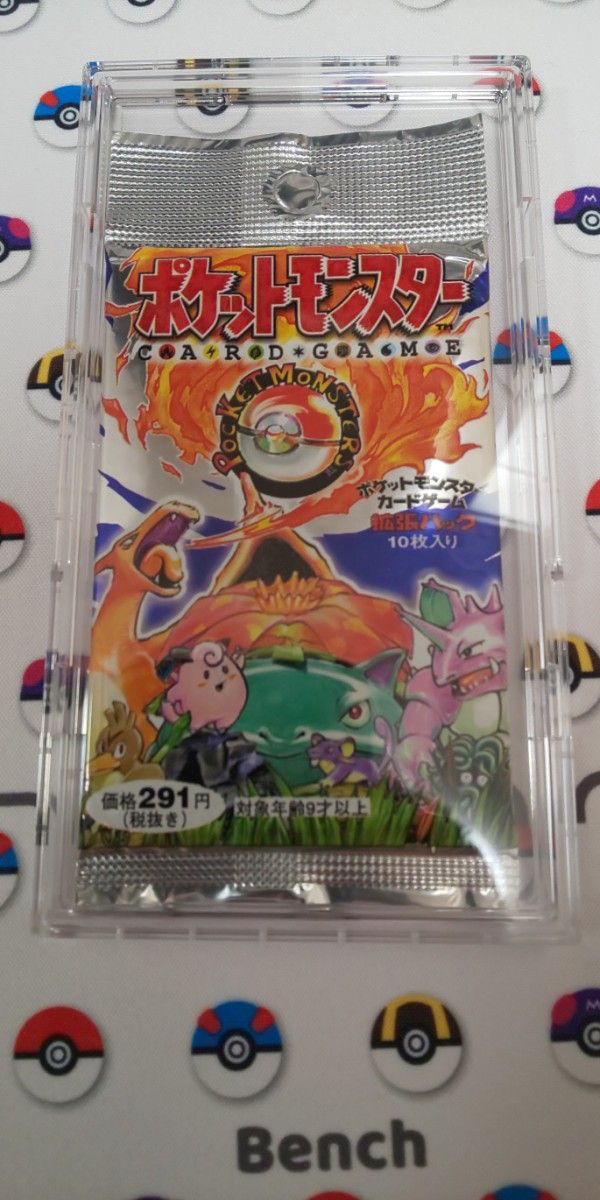 ポケットモンスター
TM
CARD★GAME
POCKET MONSTERS
ポケットモンスター
カードゲーム
拡張パック
10枚入り
価格291円
(税抜き)
対象年齢9才以上
Bench